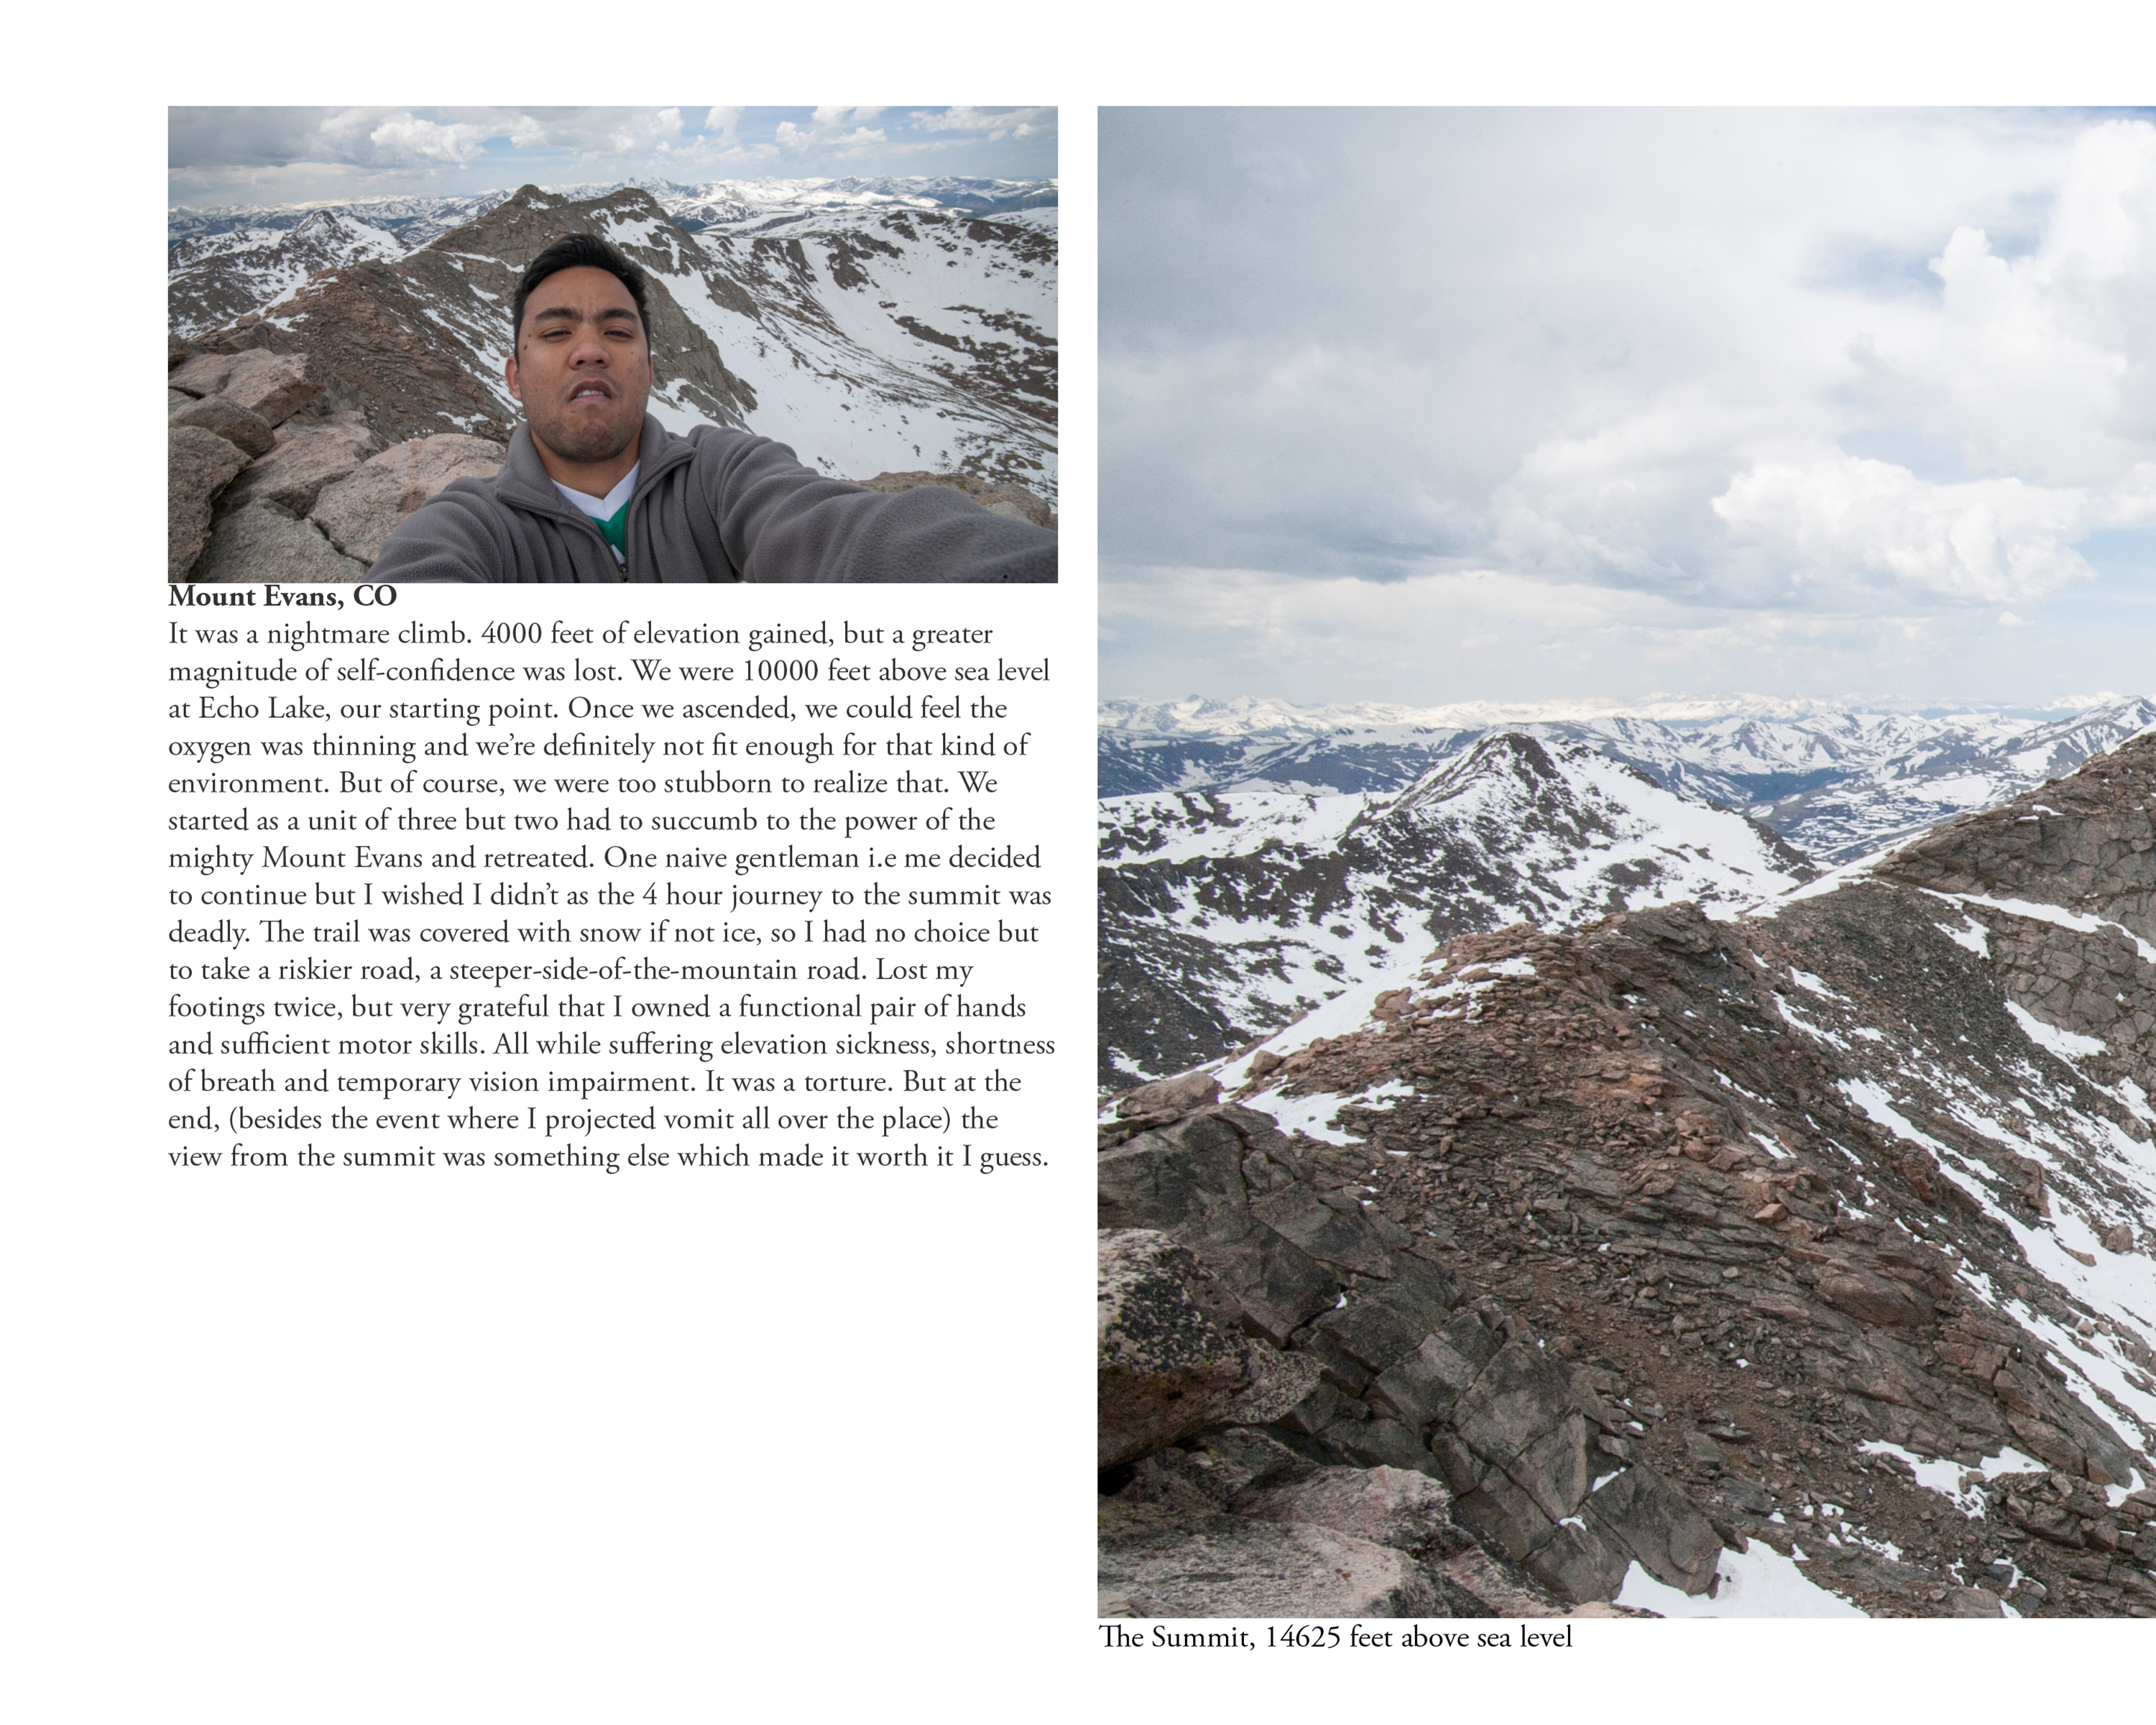 Mount Evans, CO
It was a nightmare climb. 4000 feet of elevation gained, but a greater
magnitude of self-confidence was lost. We were 10000 feet above sea level
at Echo Lake, our starting point. Once we ascended, we could feel the
oxygen was thinning and we’re definitely not fit enough for that kind of
environment. But of course, we were too stubborn to realize that. We
started as a unit of three but two had to succumb to the power of the
mighty Mount Evans and retreated. One naive gentleman i.e me decided
to continue but I wished I didn’t as the 4 hour journey to the summit was
deadly. The trail was covered with snow if not ice, so I had no choice but
to take a riskier road, a steeper-side-of-the-mountain road. Lost my
footings twice, but very grateful that I owned a functional pair of hands
and sufficient motor skills. All while suffering elevation sickness, shortness
of breath and temporary vision impairment. It was a torture. But at the
end, (besides the event where I projected vomit all over the place) the
view from the summit was something else which made it worth it I guess.
The Summit, 14625 feet above sea level